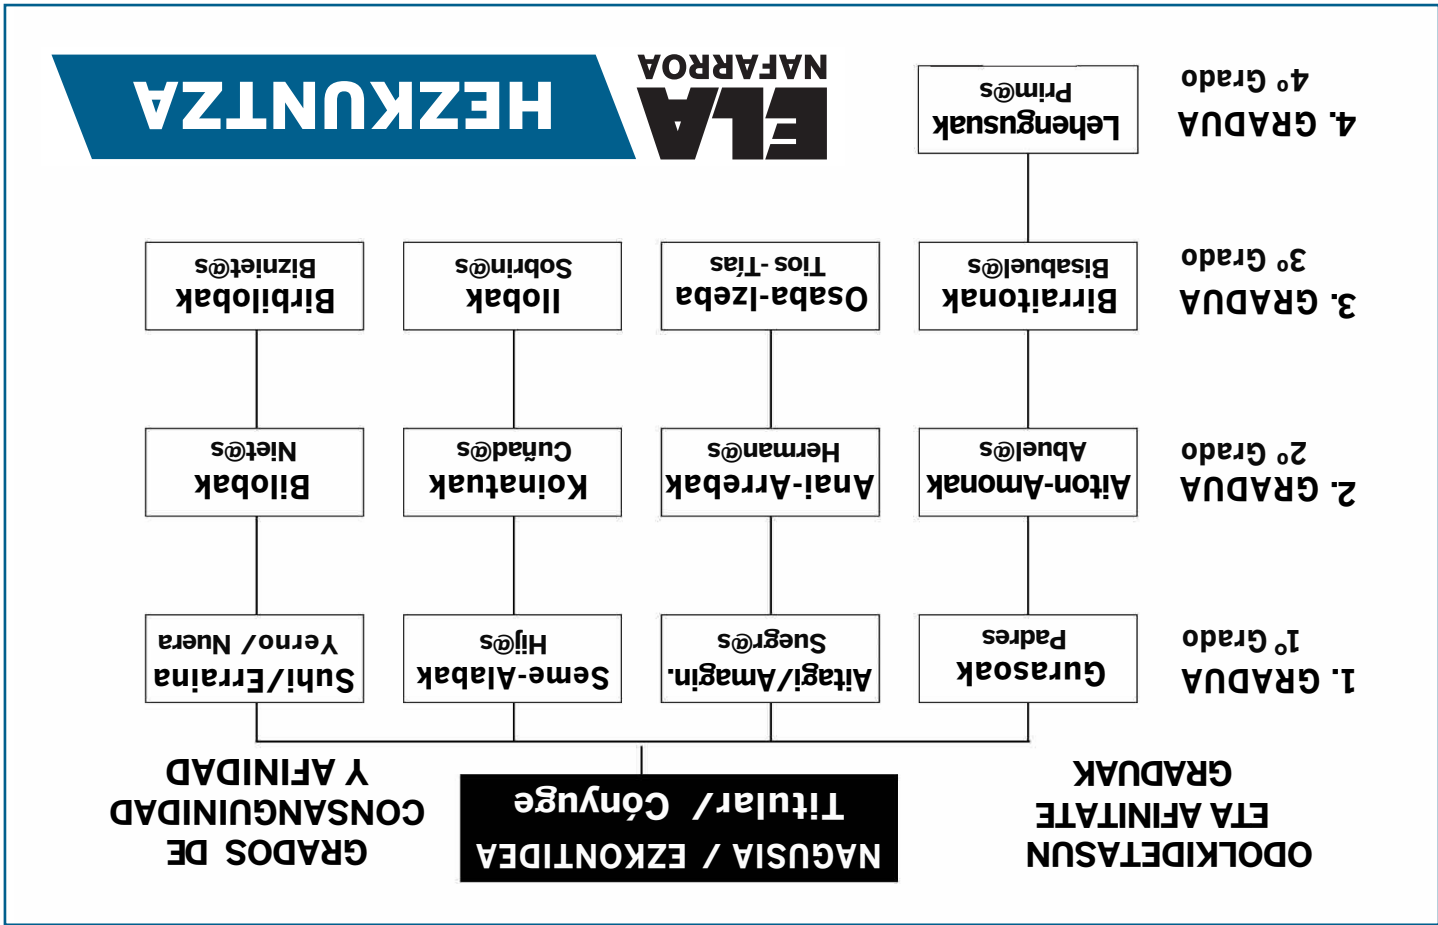 ODOLKIDETASUN
ETA AFINITATE
GRADUAK
NAGUSIA / EZKONTIDEA
Titular/ Cónyuge
GRADOS DE
CONSANGUINIDAD
Y AFINIDAD
1. GRADUA
1º Grado
Gurasoak
Padres
Aitagi/Amagin.
Suegr@s
Seme-Alabak
Hij@s
Suhi/Erraina
Yerno/ Nuera
2. GRADUA
2º Grado
Aiton-Amonak
Abuel@s
Anai-Arrebak
Herman@s
Koinatuak
Cuñad@s
Bilobak
Niet@s
3. GRADUA
3º Grado
Birraitonak
Bisabuel@s
Osaba-Izeba
Tios -Tías
Ilobak
Sobrin@s
Birbilobak
Bizniet@s
4. GRADUA
4º Grado
Lehengusuak
Prim@s
ELA
NAFARROA
HEZKUNTZA